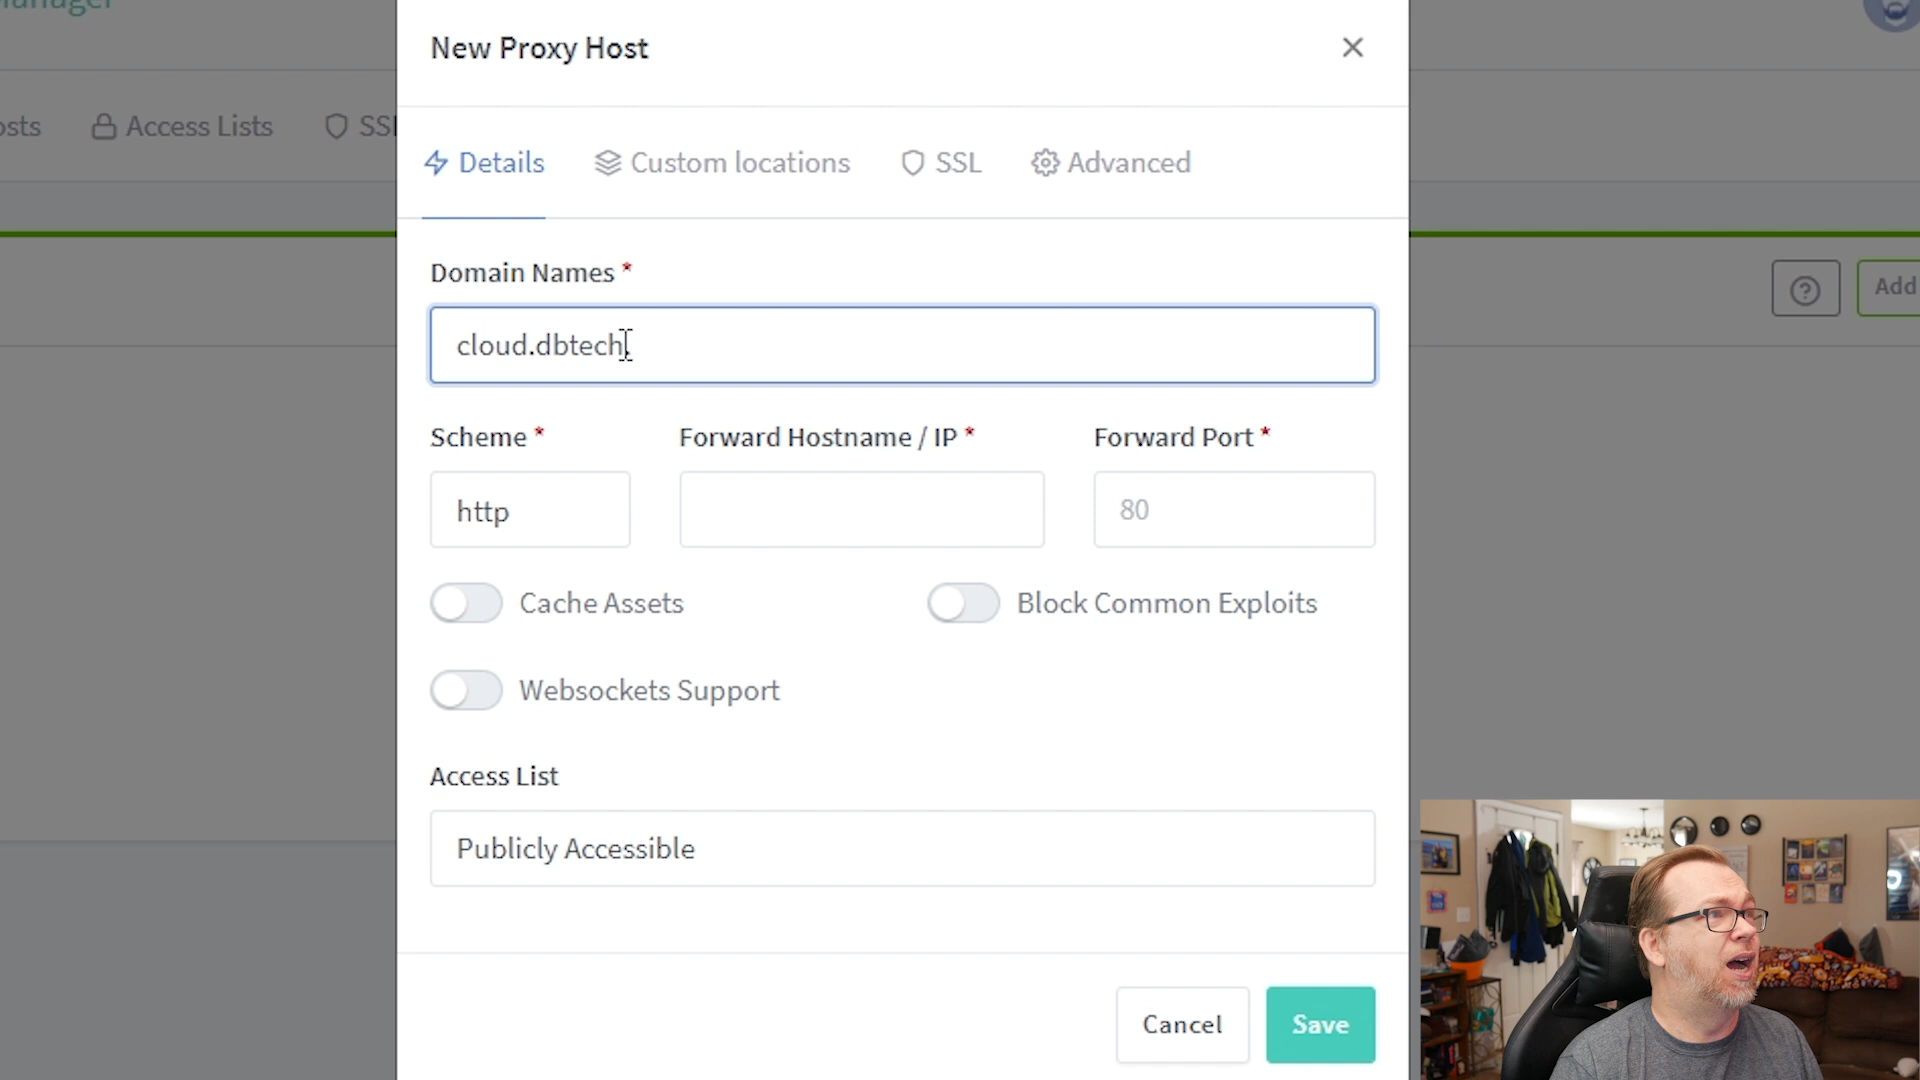 New Proxy Host
Access Lists
Details
Custom locations
SSL
Advanced
Domain Names *
cloud.dbtech.
Add
Scheme *
Forward Hostname / IP *
Forward Port *
http
80
Cache Assets
Block Common Exploits
Websockets Support
Access List
Publicly Accessible
Cancel
Save